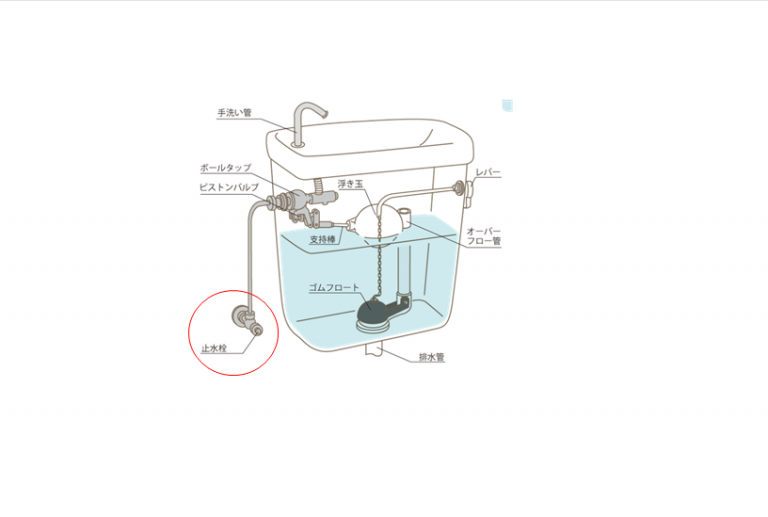 手洗い管
ボールタップ
ピストンバルブ
浮き玉
レバー
オーバー
フロー管
支持棒
ゴムフロート
止水栓
排水管